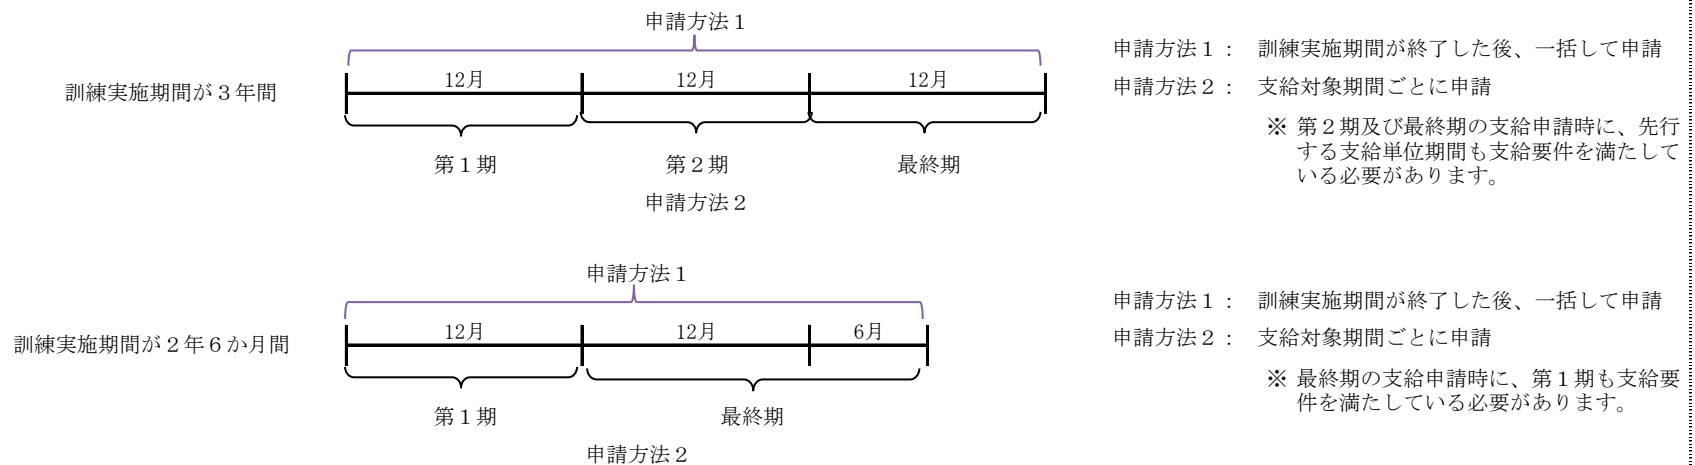 申請方法１
訓練実施期間が３年間
12月
12月
12月
第１期
第２期
最終期
申請方法２
申請方法１： 訓練実施期間が終了した後、一括して申請
申請方法２： 支給対象期間ごとに申請
※ 第２期及び最終期の支給申請時に、先行
する支給単位期間も支給要件を満たして
いる必要があります。
申請方法１
訓練実施期間が２年６か月間
12月
12月
6月
第１期
最終期
申請方法２
申請方法１： 訓練実施期間が終了した後、一括して申請
申請方法２： 支給対象期間ごとに申請
※ 最終期の支給申請時に、第１期も支給要
件を満たしている必要があります。